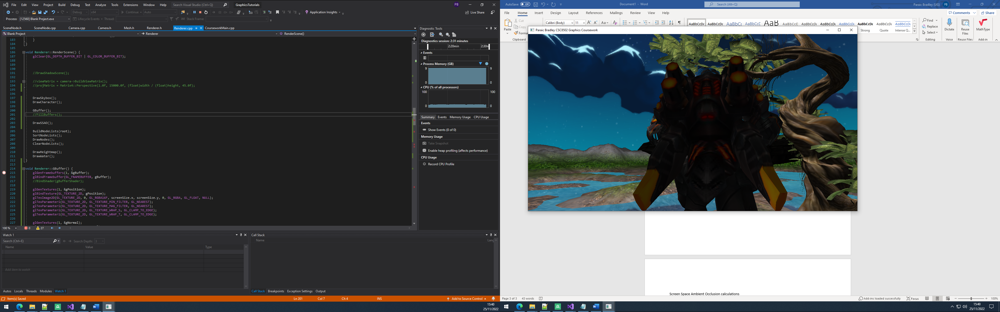 File Edit View Project Build Debug Test Analyze Tools Extensions Window Help Search Visual Studio (Ctrl+Q) GraphicsTutorials PB
Debug x64 Continue Auto Application Insights Live Share
Process: [12560] Blank Project.exe Lifecycle Events Thread: Stack Frame:
SceneNode.h SceneNode.cpp Camera.cpp Camera.h Mesh.h Renderer.h Renderer.cpp CourseworkMain.cpp
Blank Project Renderer RenderScene()
183 }
184 }
185
186 void Renderer::RenderScene() {
187 glClear(GL_DEPTH_BUFFER_BIT | GL_COLOR_BUFFER_BIT);
188
189
190
191 //DrawShadowScene();
192
193 //viewMatrix = camera->BuildViewMatrix();
194 //projMatrix = Matrix4::Perspective(1.0f, 15000.0f, (float)width / (float)height, 45.0f);
195
196
197 DrawSkybox();
198 DrawCharacter();
199
200 GBuffer();
201 //FillBuffers();
202
203 DrawSSAO();
204
205 BuildNodeLists(root);
206 SortNodeLists();
207 DrawNodes();
208 ClearNodeLists();
209
210 DrawHeightmap();
211 DrawWater();
212 }
213
214 void Renderer::GBuffer() {
215 glGenFramebuffers(1, &gBuffer);
216 glBindFramebuffer(GL_FRAMEBUFFER, gBuffer);
217 //BindShader(gBufferShader);
218
219 glGenTextures(1, &gPosition);
220 glBindTexture(GL_TEXTURE_2D, gPosition);
221 glTexImage2D(GL_TEXTURE_2D, 0, GL_RGBA16F, screenSize.x, screenSize.y, 0, GL_RGBA, GL_FLOAT, NULL);
222 glTexParameteri(GL_TEXTURE_2D, GL_TEXTURE_MIN_FILTER, GL_NEAREST);
223 glTexParameteri(GL_TEXTURE_2D, GL_TEXTURE_MAG_FILTER, GL_NEAREST);
224 glTexParameteri(GL_TEXTURE_2D, GL_TEXTURE_WRAP_S, GL_CLAMP_TO_EDGE);
225 glTexParameteri(GL_TEXTURE_2D, GL_TEXTURE_WRAP_T, GL_CLAMP_TO_EDGE);
226
227 glGenTextures(1, &gNormal);
100 % 0 27
Diagnostic Tools
Diagnostics session: 2:31 minutes
2:20min 2:30m
Events
Process Memory (GB)
9 9
0 0
CPU (% of all processors)
100 100
0 0
Summary Events Memory Usage CPU Usage
Events
Show Events (0 of 0)
Memory Usage
Take Snapshot
Enable heap profiling (affects performance)
CPU Usage
Record CPU Profile
Watch 1
Search (Ctrl+E) Search Depth: 3
Name Value Type
Add item to watch
Autos Locals Threads Modules Watch 1
Call Stack
Name Lang
Call Stack Breakpoints Exception Settings Output
Item(s) Saved Ln 201 Col 7 Ch 4 INS Add to Source Control
15:40
25/11/2022
AutoSave Off Document1 - Word Search (Alt+Q) Paraic Bradley (UG) PB
File Home Insert Design Layout References Mailings Review View Help Comments Share
Paste Cut Copy Format Clipboard
Calibri (Body) 11 Aa
AaBbCcDc AaBbCcDc AaBbCc AaBbCcD AaB AaBbCcD AaBbCcDc AaBbCcDc AaBbCcDc AaBbCcDc AaBbCcDc AaBbCcDc
Strong Quote Intense Q...
Find Replace Select Editing
Dictate Voice
Reuse Files Reuse Files
MathType Add-in
Paraic Bradley CSC8502 Graphics Coursework
Screen Space Ambient Occlusion calculations
Page 3 of 3 43 words Add-ins loaded successfully Focus 100%
15:40
25/11/2022